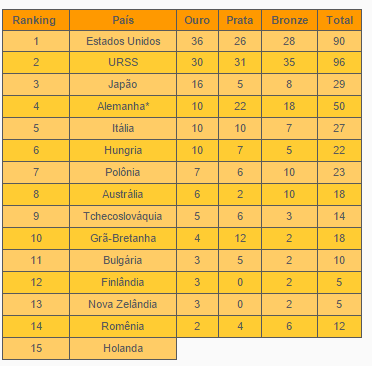 Ranking País Ouro Prata Bronze Total
1 Estados Unidos 36 26 28 90
2 URSS 30 31 35 96
3 Japão 16 5 8 29
4 Alemanha* 10 22 18 50
5 Itália 10 10 7 27
6 Hungria 10 7 5 22
7 Polônia 7 6 10 23
8 Austrália 6 2 10 18
9 Tchecoslováquia 5 6 3 14
10 Grã-Bretanha 4 12 2 18
11 Bulgária 3 5 2 10
12 Finlândia 3 0 2 5
13 Nova Zelândia 3 0 2 5
14 Romênia 2 4 6 12
15 Holanda